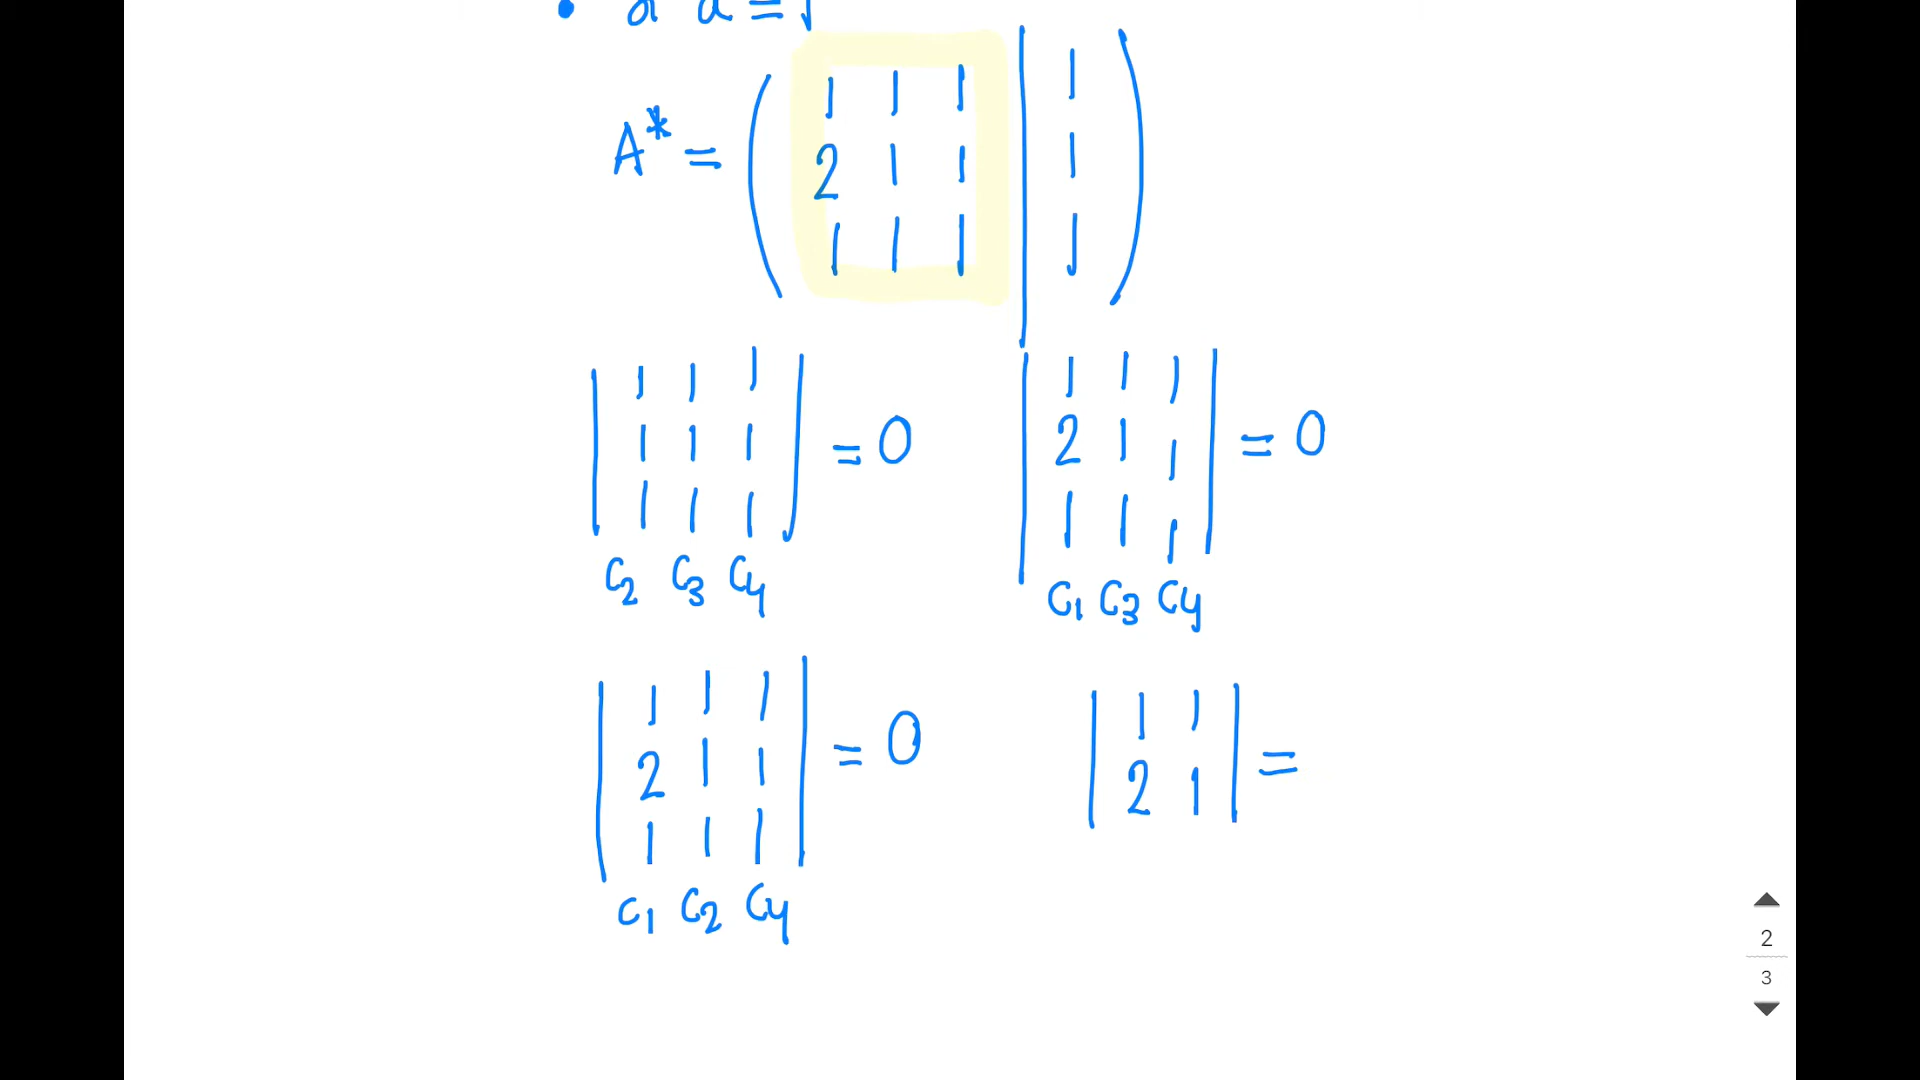 A* = ( 1 1 1 | 1
2 1 1 | 1
1 1 1 | 1 )
| 1 1 1 |
| 1 1 1 | = 0
| 1 1 1 |
C2 C3 C4
| 1 1 1 |
| 2 1 1 | = 0
| 1 1 1 |
C1 C3 C4
| 1 1 1 |
| 2 1 1 | = 0
| 1 1 1 |
C1 C2 C4
| 1 1 |
| 2 1 | =
2
3